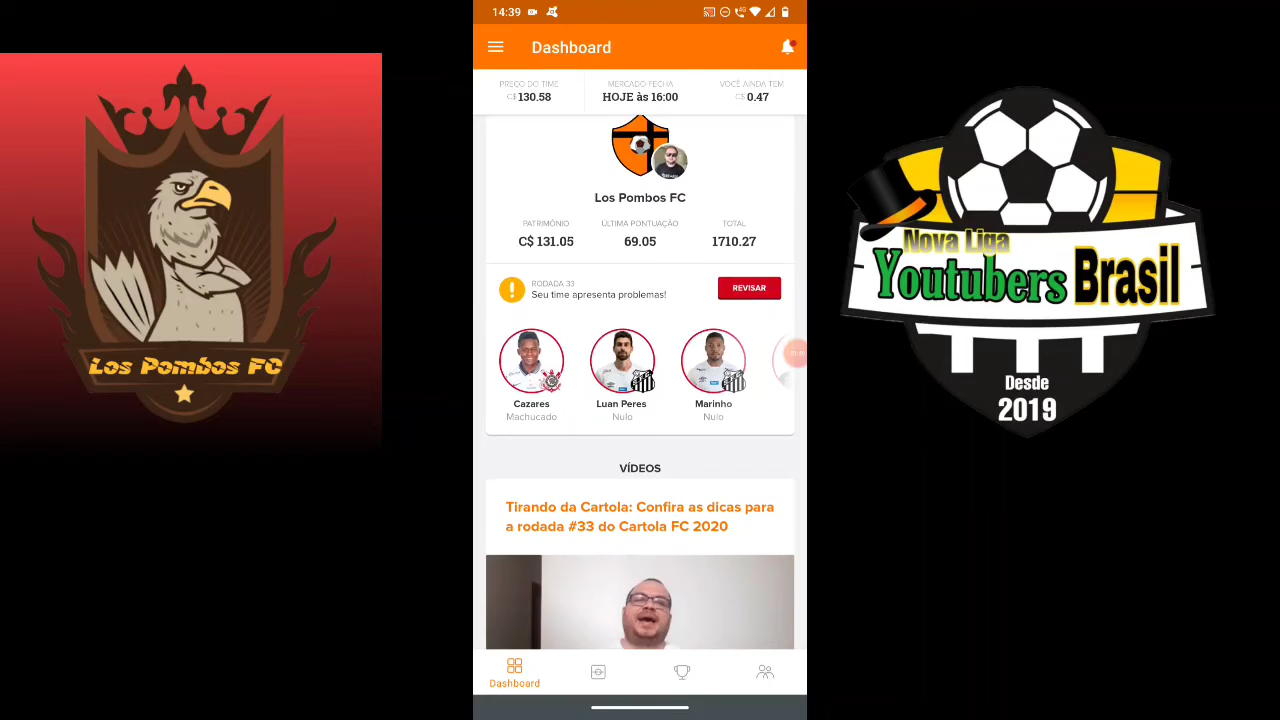 Los Pombos FC
14:39
4G
Dashboard
PREÇO DO TIME
C$ 130.58
MERCADO FECHA
HOJE às 16:00
VOCÊ AINDA TEM
C$ 0.47
Los Pombos FC
PATRIMÔNIO
C$ 131.05
ÚLTIMA PONTUAÇÃO
69.05
TOTAL
1710.27
RODADA 33
Seu time apresenta problemas!
REVISAR
Cazares
Machucado
Luan Peres
Nulo
Marinho
Nulo
VÍDEOS
Tirando da Cartola: Confira as dicas para
a rodada #33 do Cartola FC 2020
Dashboard
Nova Liga
Youtubers Brasil
Desde
2019